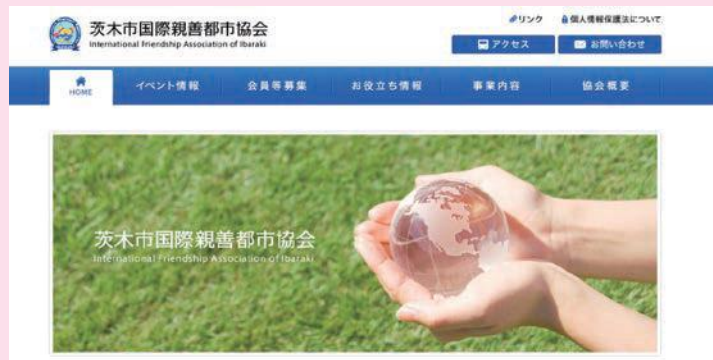 茨木市国際親善都市協会
International Friendship Association of Ibaraki
リンク
個人情報保護法について
アクセス
お問い合わせ
HOME
イベント情報
会員等募集
お役立ち情報
事業内容
協会概要
茨木市国際親善都市協会
International Friendship Association of Ibaraki